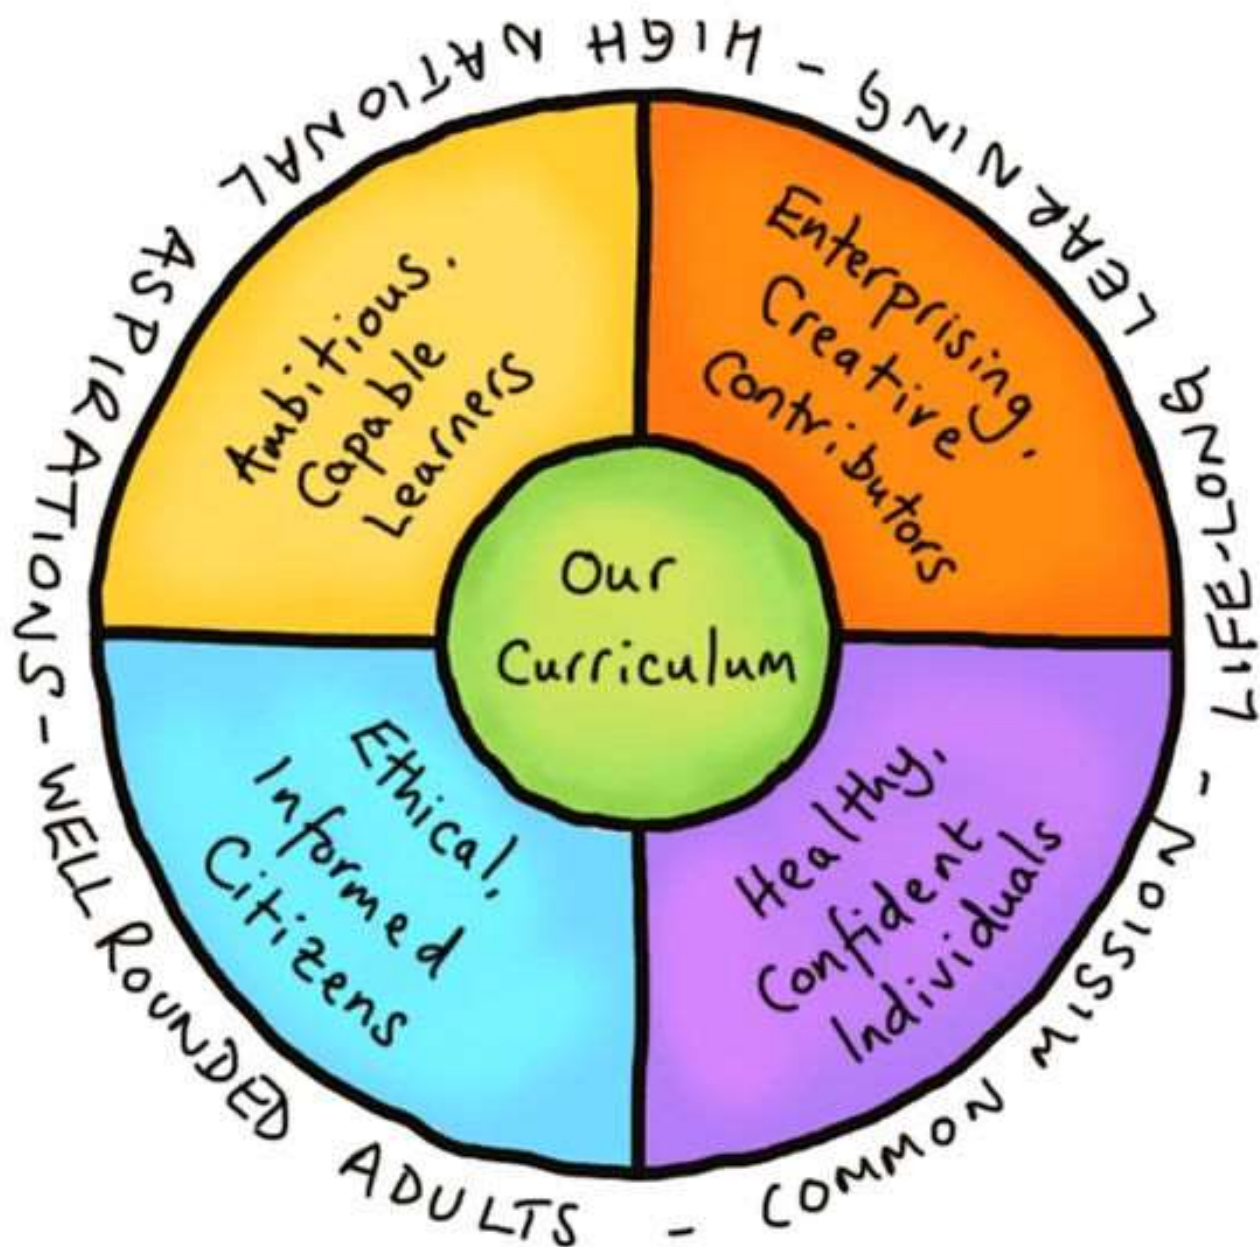 HIGH NATIONAL ASPIRATIONS - WELL ROUNDED ADULTS - COMMON MISSION - LIFE-LONG LEARNING -
Ambitious.
Capable
Learners
Enterprising.
Creative
Contributors
Our
Curriculum
Ethical,
Informed
Citizens
Healthy,
Confident
Individuals